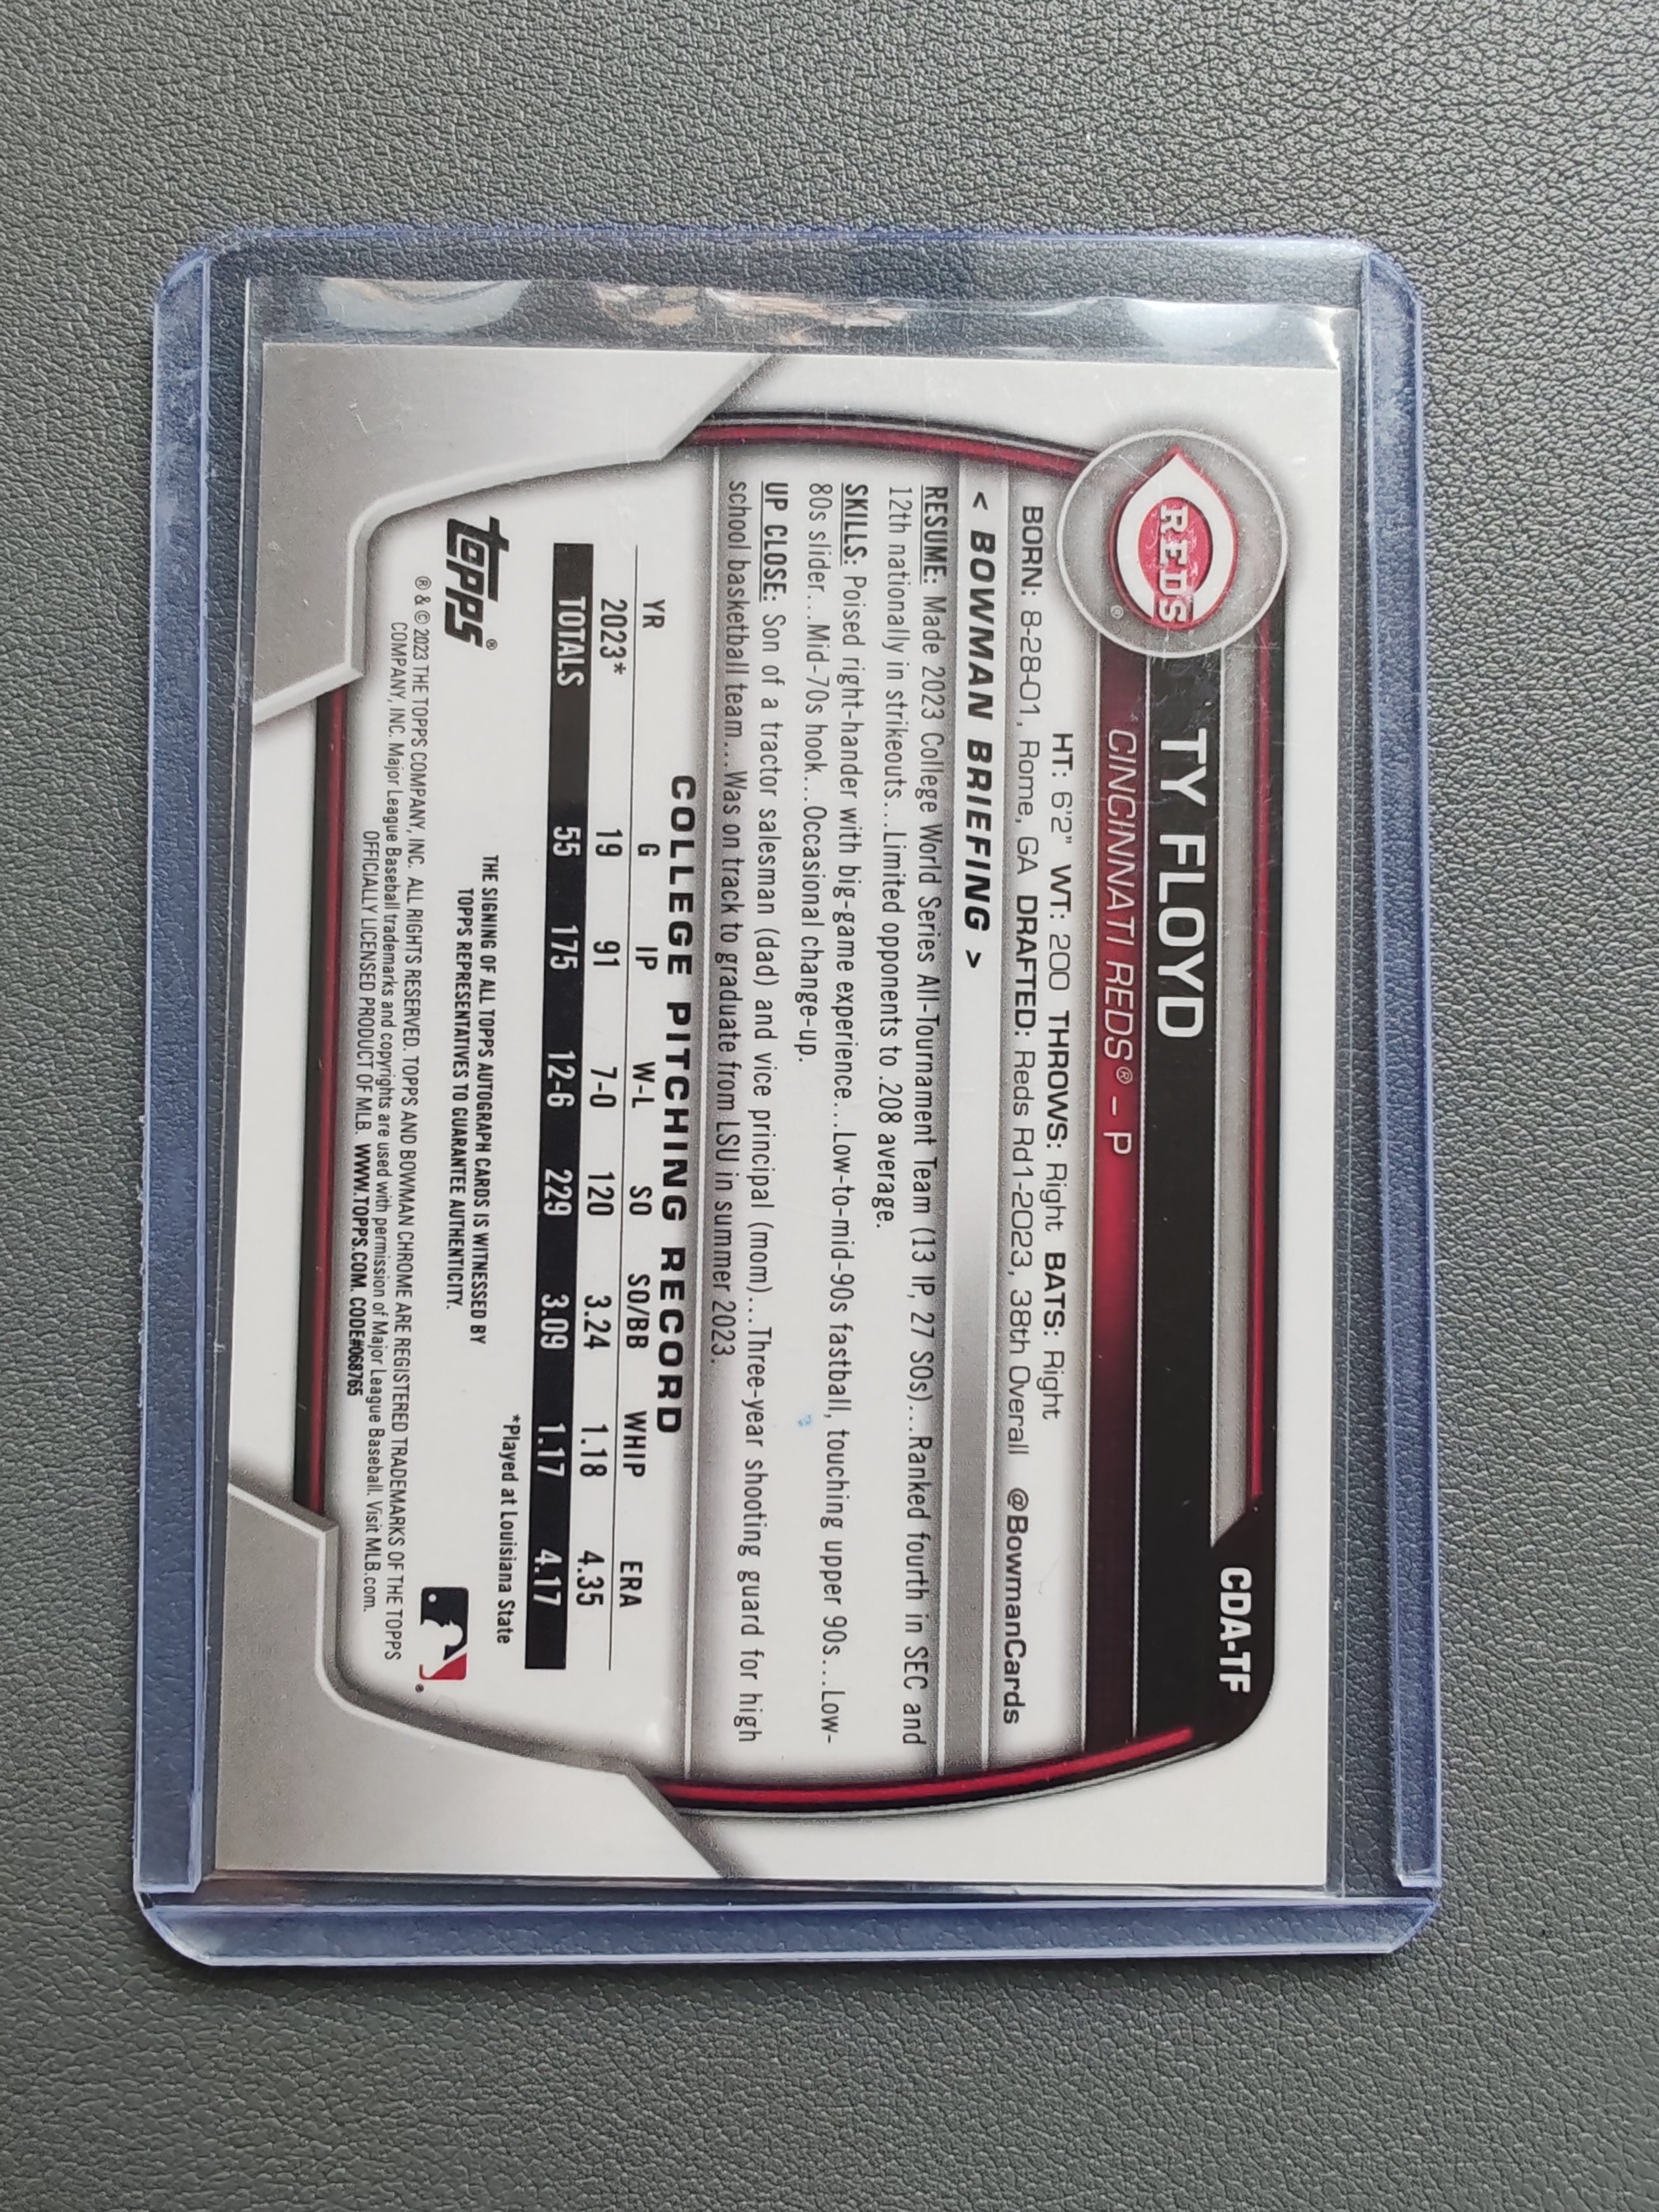 CDA-TF
REDS®
TY FLOYD
CINCINNATI REDS® – P
HT: 6'2" WT: 200 THROWS: Right BATS: Right
BORN: 8-28-01, Rome, GA DRAFTED: Reds Rd1-2023, 38th Overall @BowmanCards
< BOWMAN BRIEFING >
RESUME: Made 2023 College World Series All-Tournament Team (13 IP, 27 SOs)...Ranked fourth in SEC and
12th nationally in strikeouts...Limited opponents to .208 average.
SKILLS: Poised right-hander with big-game experience...Low-to-mid-90s fastball, touching upper 90s...Low-
80s slider...Mid-70s hook...Occasional change-up.
UP CLOSE: Son of a tractor salesman (dad) and vice principal (mom)...Three-year shooting guard for high
school basketball team...Was on track to graduate from LSU in summer 2023.
COLLEGE PITCHING RECORD
YR G IP W-L SO SO/BB WHIP ERA
2023* 19 91 7-0 120 3.24 1.18 4.35
TOTALS 55 175 12-6 229 3.09 1.17 4.17
*Played at Louisiana State
topps®
THE SIGNING OF ALL TOPPS AUTOGRAPH CARDS IS WITNESSED BY
TOPPS REPRESENTATIVES TO GUARANTEE AUTHENTICITY.
® & © 2023 THE TOPPS COMPANY, INC. ALL RIGHTS RESERVED. TOPPS AND BOWMAN CHROME ARE REGISTERED TRADEMARKS OF THE TOPPS
COMPANY, INC. Major League Baseball trademarks and copyrights are used with permission of Major League Baseball. Visit MLB.com.
OFFICIALLY LICENSED PRODUCT OF MLB. WWW.TOPPS.COM. CODE#068765